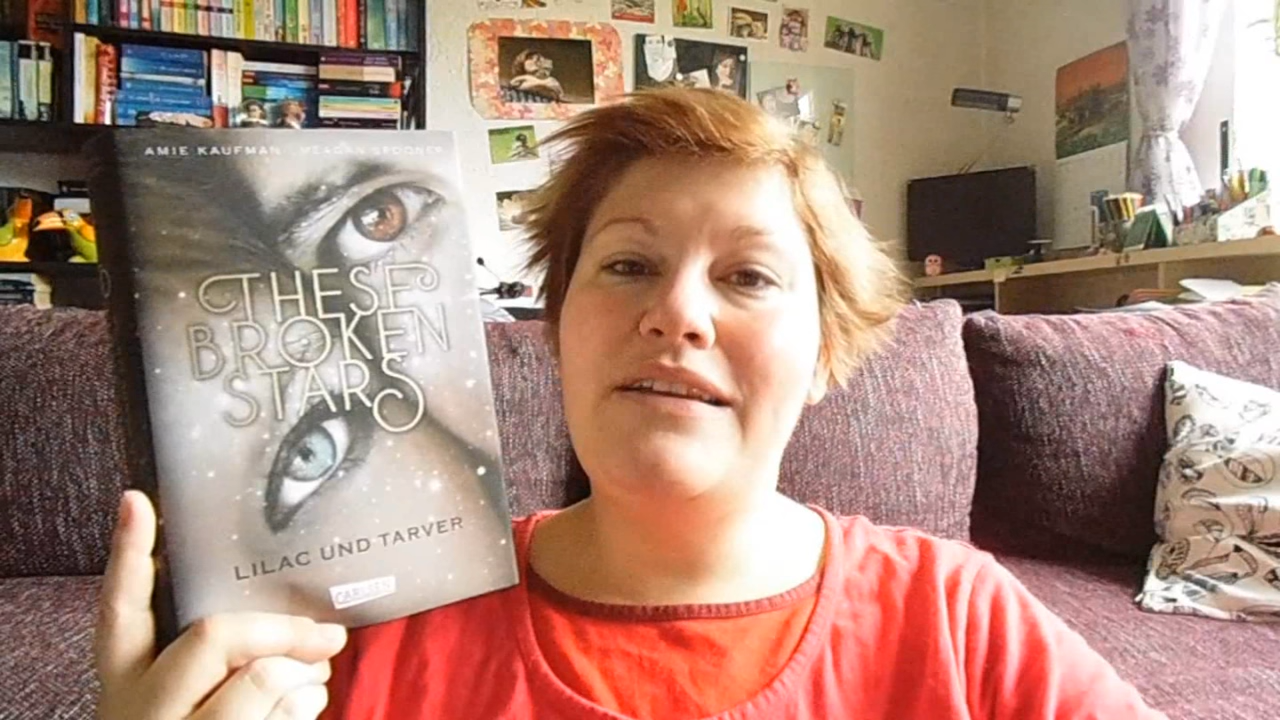 AMIE KAUFMAN MEAGAN SPOONER
THESE
BROKEN
STARS
LILAC UND TARVER
CARLSEN